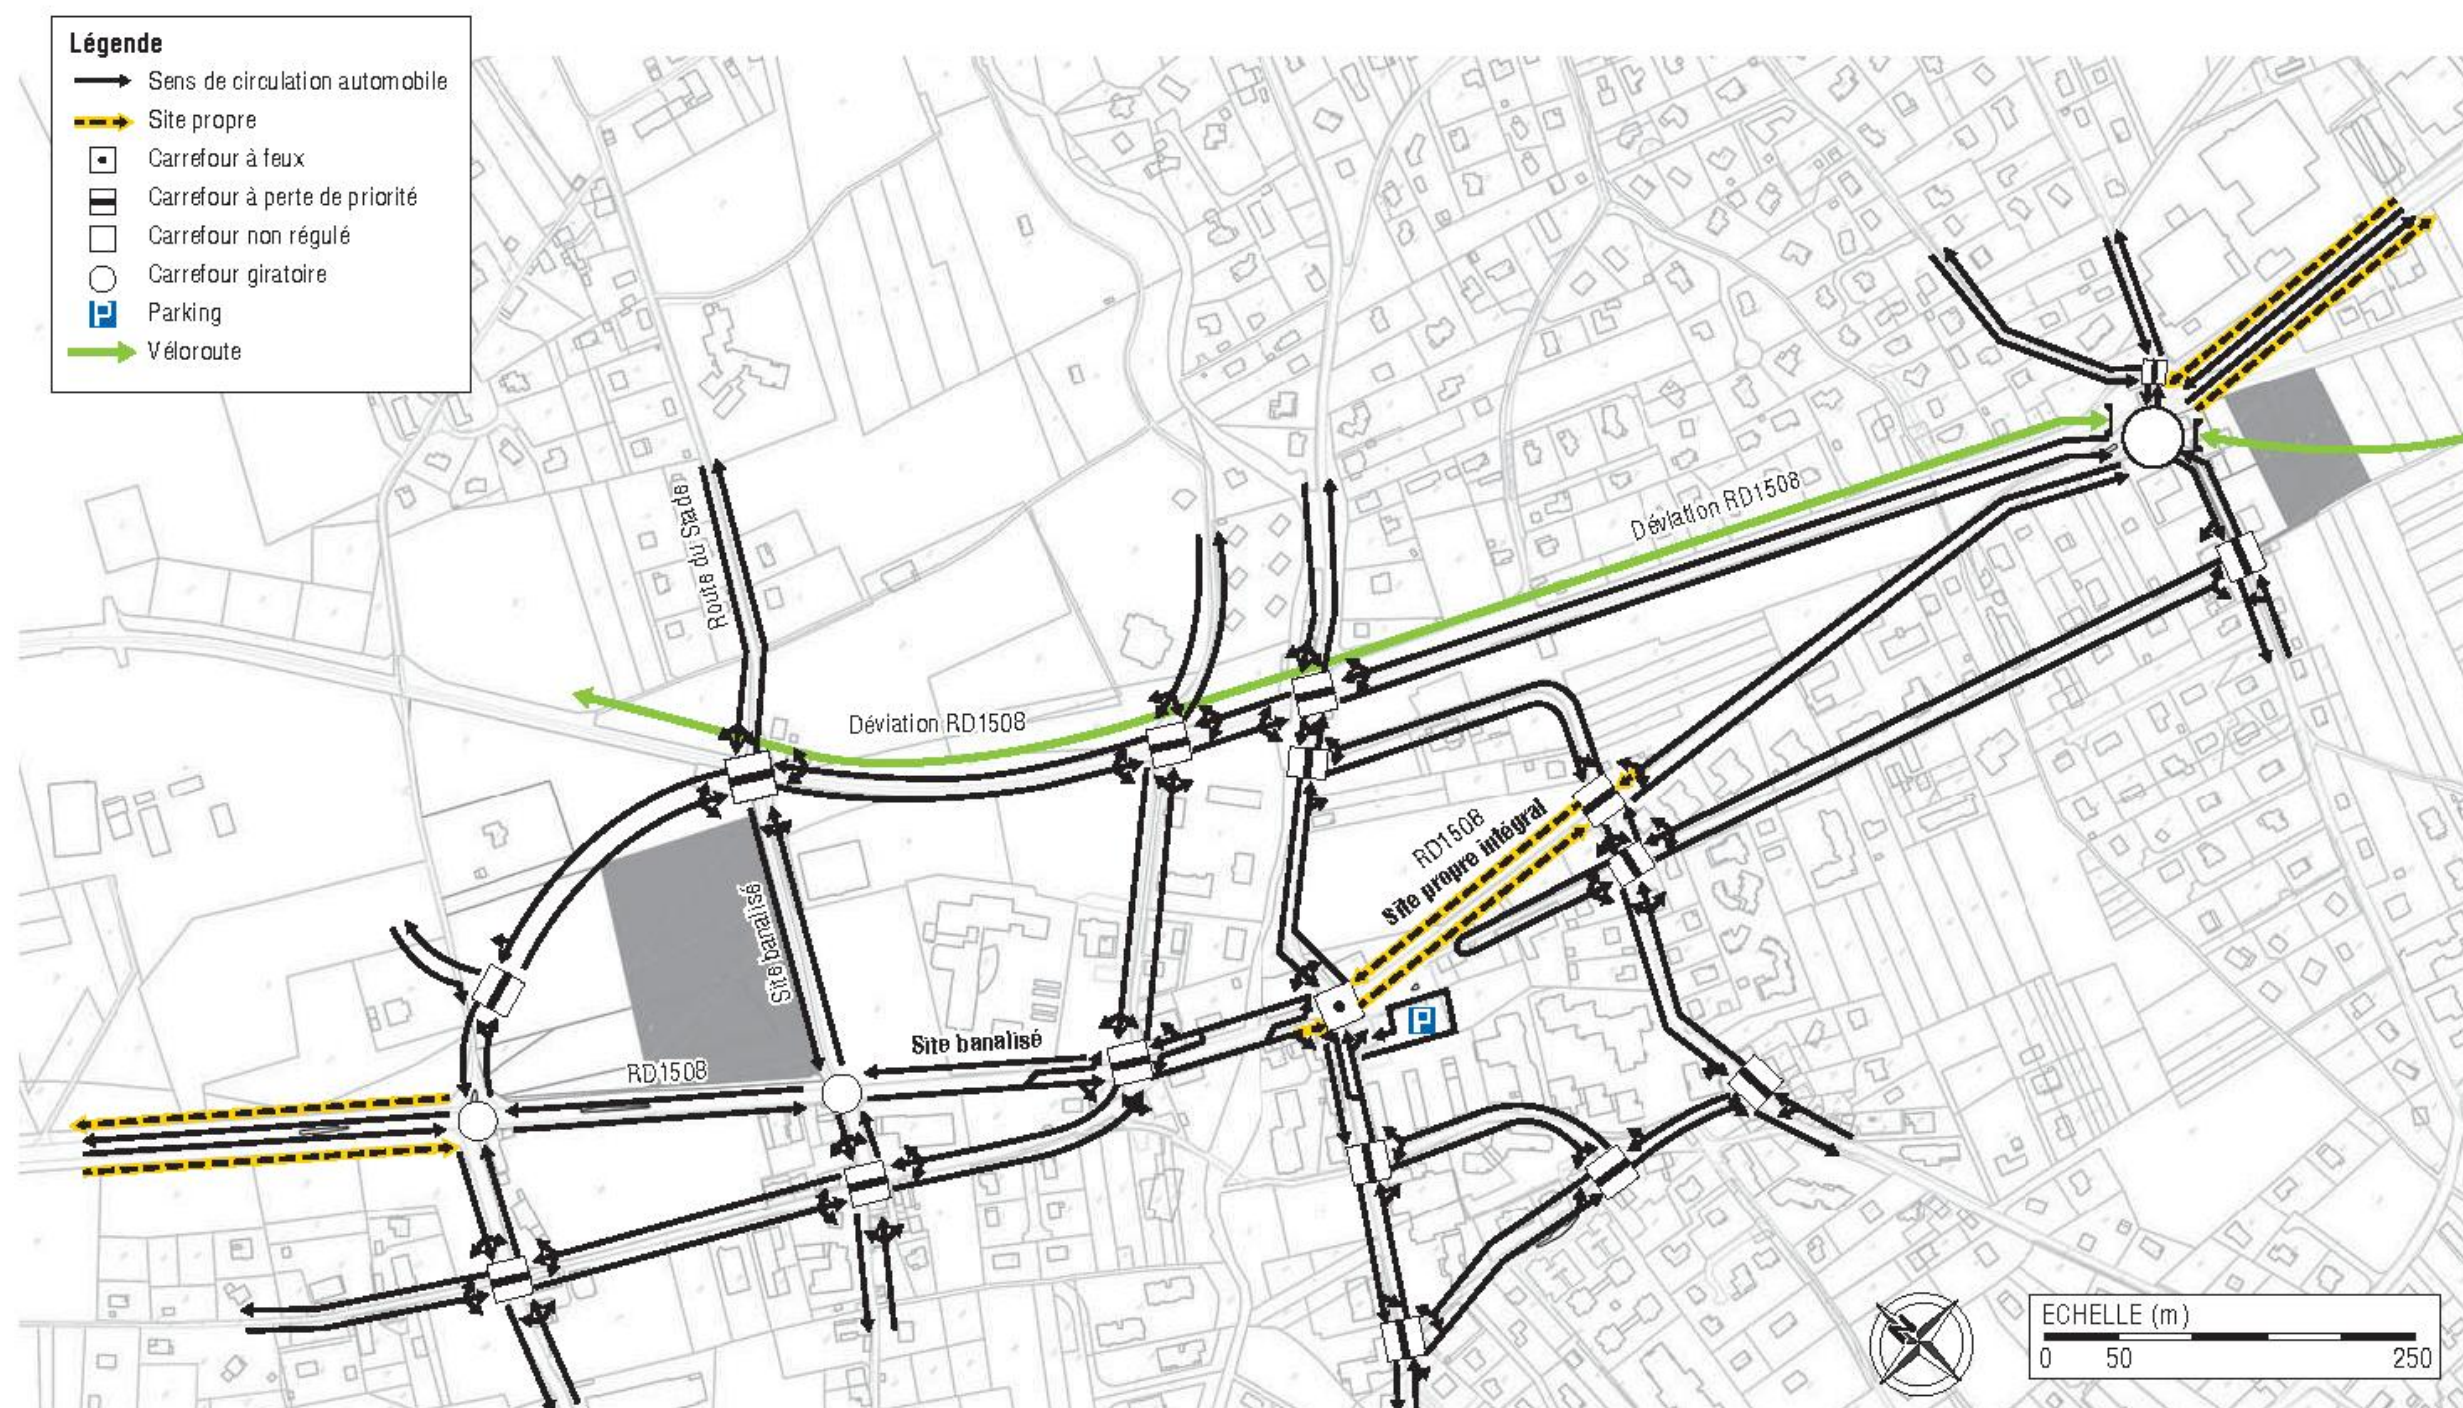 Légende
Sens de circulation automobile
Site propre
Carrefour à feux
Carrefour à perte de priorité
Carrefour non régulé
Carrefour giratoire
P Parking
Véloroute
Route du Stade
Déviation RD1508
Déviation RD1508
RD1508
Site propre intégral
Site banalisé
Site banalisé
RD1508
P
N
ECHELLE (m)
0 50 250